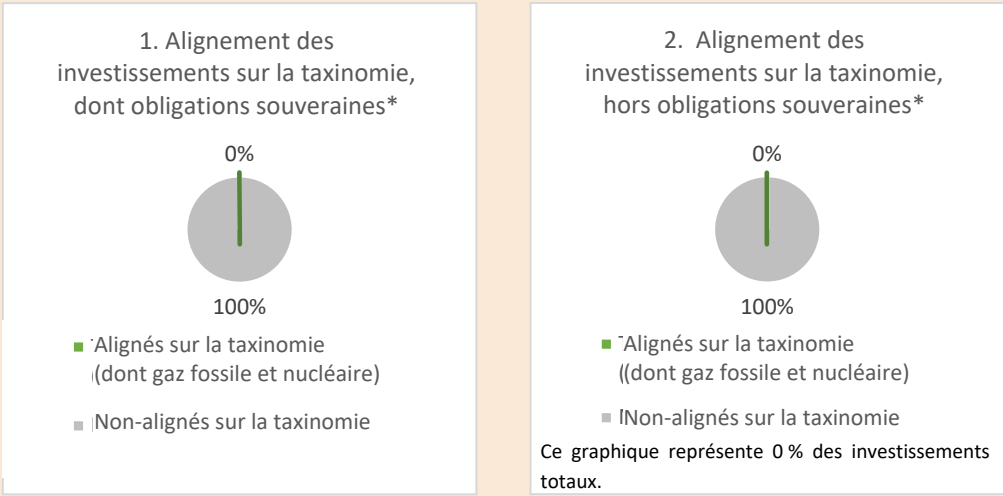 1. Alignement des
investissements sur la taxinomie,
dont obligations souveraines*
0%
100%
Alignés sur la taxinomie
(dont gaz fossile et nucléaire)
Non-alignés sur la taxinomie
2. Alignement des
investissements sur la taxinomie,
hors obligations souveraines*
0%
100%
Alignés sur la taxinomie
((dont gaz fossile et nucléaire)
Non-alignés sur la taxinomie
Ce graphique représente 0 % des investissements
totaux.